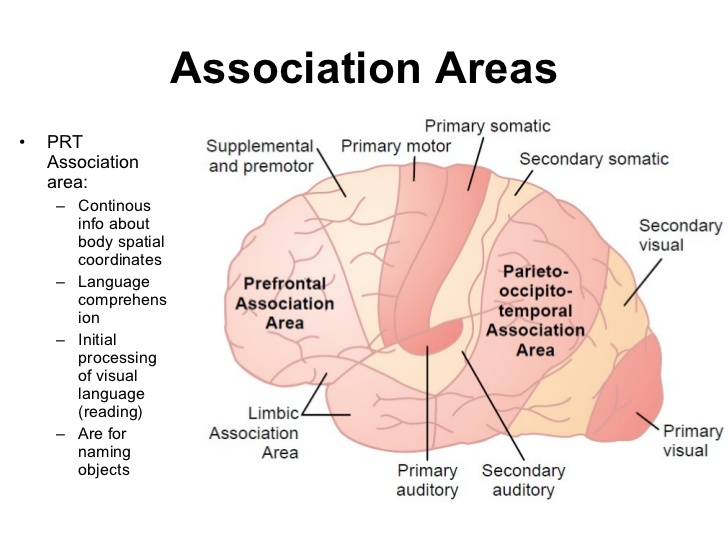 Association Areas
• PRT
Association
area:
– Continous
info about
body spatial
coordinates
– Language
comprehens
ion
– Initial
processing
of visual
language
(reading)
– Are for
naming
objects
Primary somatic
Supplemental
and premotor
Primary motor
Secondary somatic
Secondary
visual
Prefrontal
Association
Area
Parieto-
occipito-
temporal
Association
Area
Limbic
Association
Area
Primary
auditory
Secondary
auditory
Primary
visual